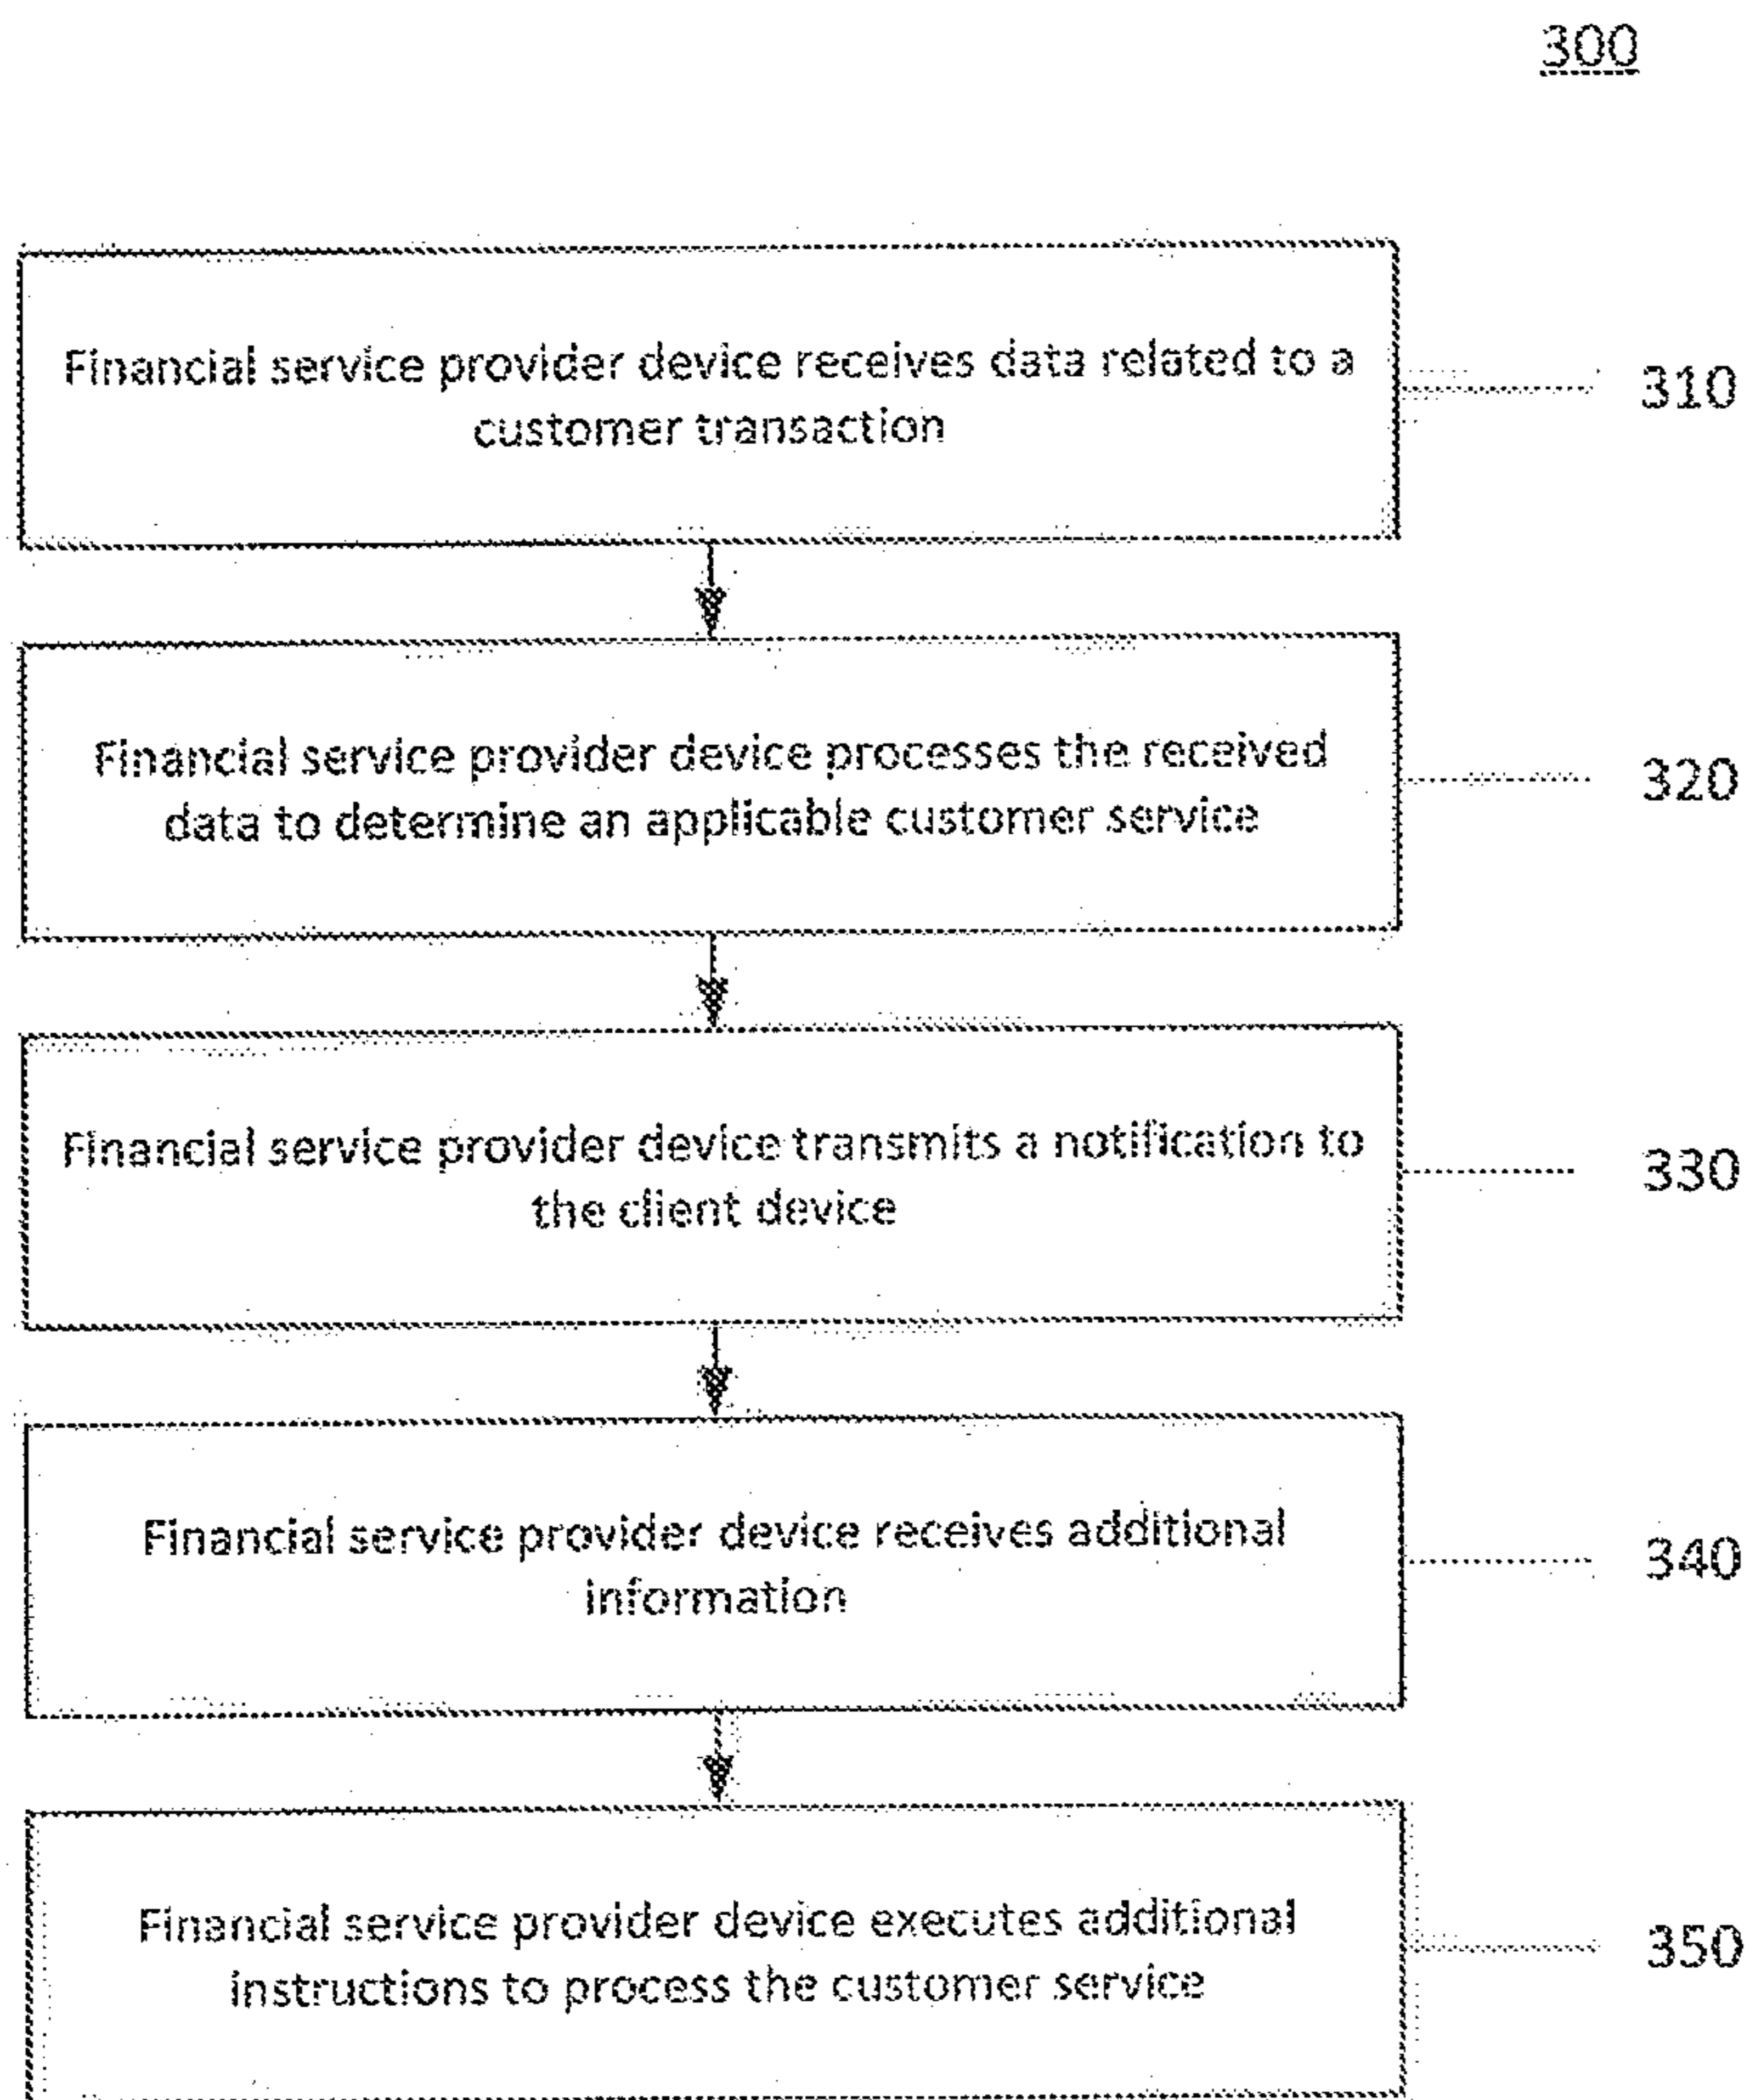 300
Financial service provider device receives data related to a
customer transaction
310
Financial service provider device processes the received
data to determine an applicable customer service
320
Financial service provider device transmits a notification to
the client device
330
Financial service provider device receives additional
information
340
Financial service provider device executes additional
instructions to process the customer service
350